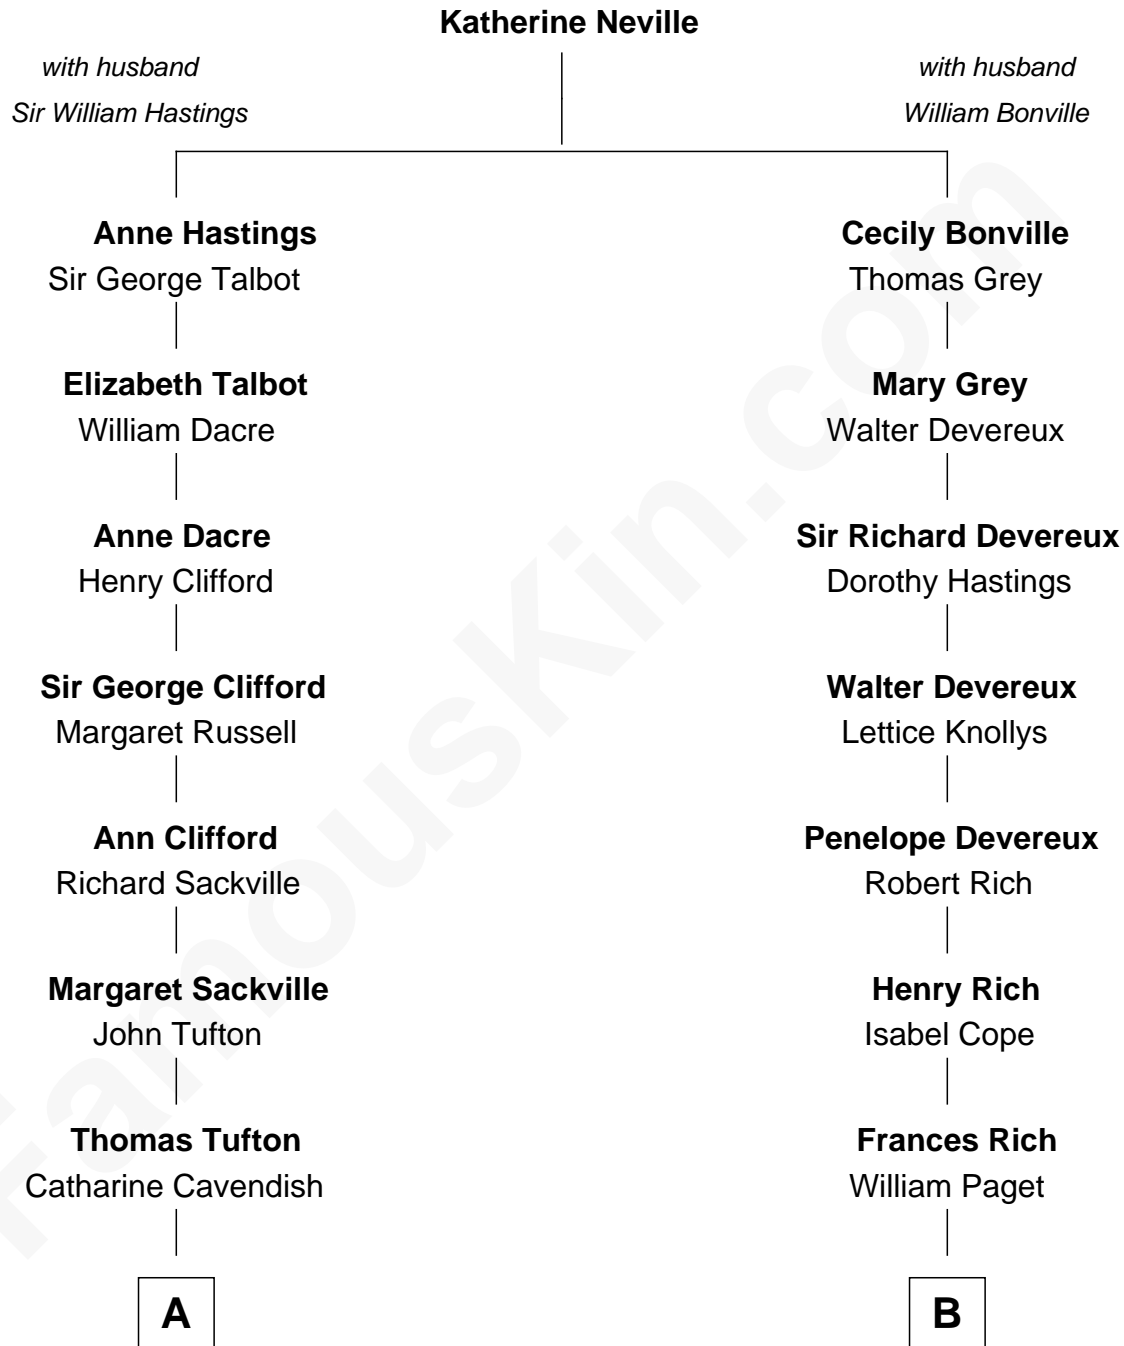 Katherine Neville
with husband
Sir William Hastings
with husband
William Bonville
Anne Hastings
Sir George Talbot
Cecily Bonville
Thomas Grey
Elizabeth Talbot
William Dacre
Mary Grey
Walter Devereux
Anne Dacre
Henry Clifford
Sir Richard Devereux
Dorothy Hastings
Sir George Clifford
Margaret Russell
Walter Devereux
Lettice Knollys
Ann Clifford
Richard Sackville
Penelope Devereux
Robert Rich
Margaret Sackville
John Tufton
Henry Rich
Isabel Cope
Thomas Tufton
Catharine Cavendish
Frances Rich
William Paget
A
B
FamousKin.com